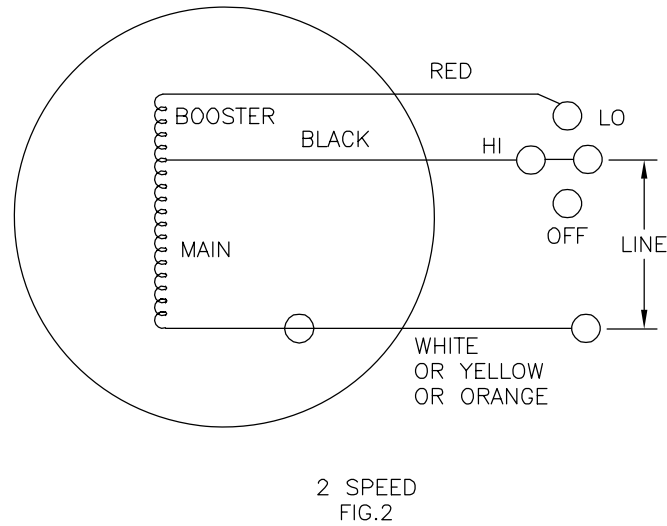 RED
BOOSTER
LO
BLACK
HI
OFF
LINE
MAIN
WHITE
OR YELLOW
OR ORANGE
2 SPEED
FIG.2